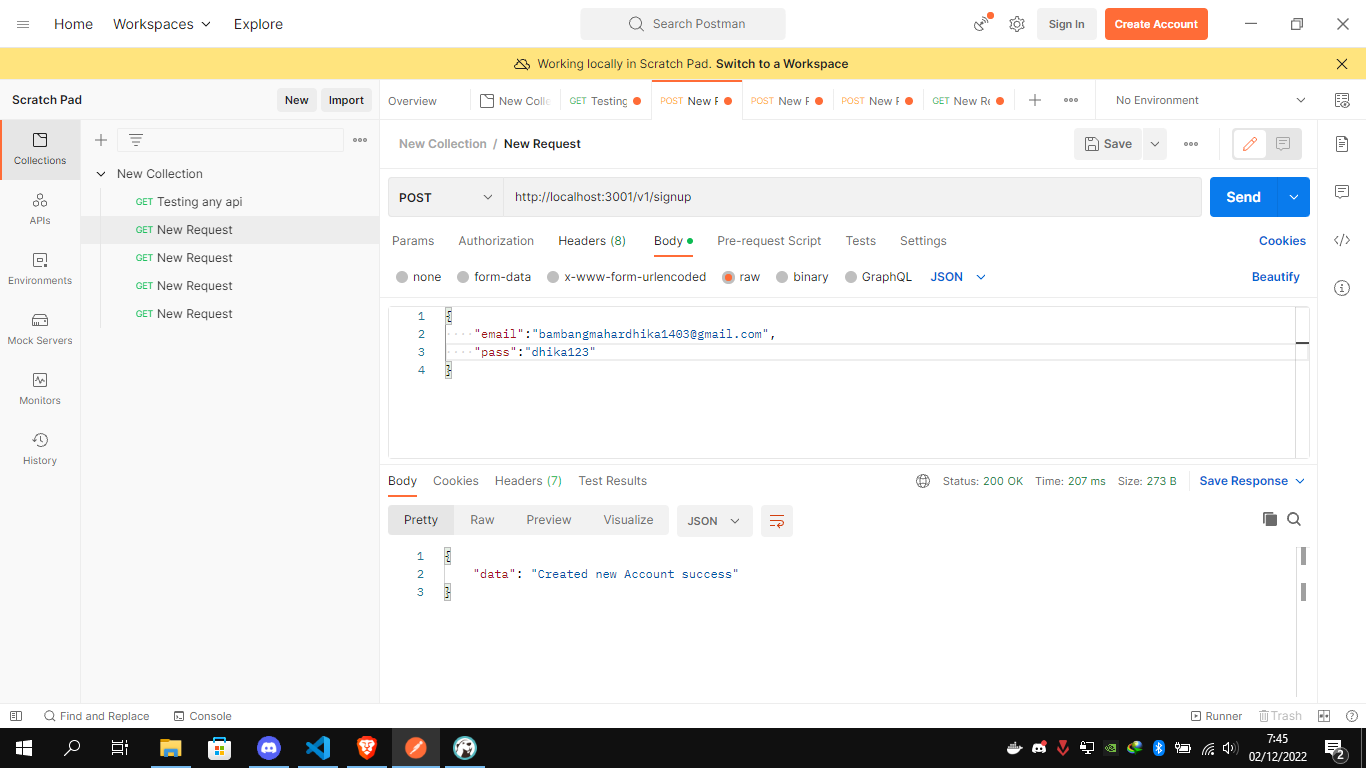 Home Workspaces Explore Search Postman Sign In Create Account
Working locally in Scratch Pad. Switch to a Workspace
Scratch Pad New Import Overview New Colle GET Testing POST New F POST New F POST New F GET New Re No Environment
Collections
APIs
Environments
Mock Servers
Monitors
History
New Collection
GET Testing any api
GET New Request
GET New Request
GET New Request
GET New Request
New Collection / New Request Save
POST http://localhost:3001/v1/signup Send
Params Authorization Headers (8) Body Pre-request Script Tests Settings Cookies
none form-data x-www-form-urlencoded raw binary GraphQL JSON Beautify
1 {
2 "email":"bambangmahardhika1403@gmail.com",
3 "pass":"dhika123"
4 }
Body Cookies Headers (7) Test Results Status: 200 OK Time: 207 ms Size: 273 B Save Response
Pretty Raw Preview Visualize JSON
1 {
2 "data": "Created new Account success"
3 }
Find and Replace Console Runner Trash
7:45
02/12/2022
2